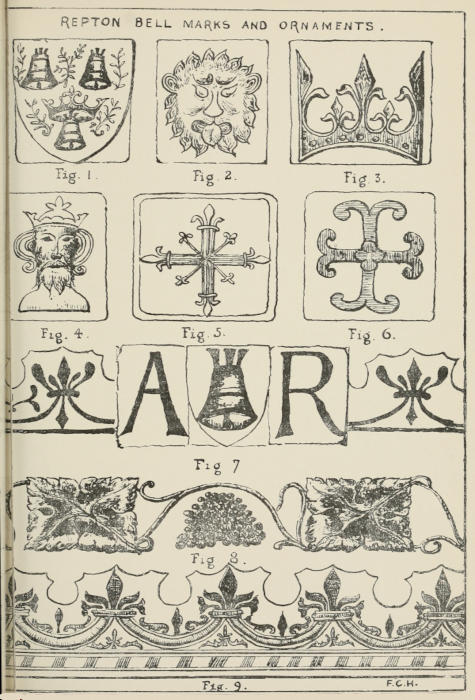 REPTON BELL MARKS AND ORNAMENTS.
Fig. 1. Fig. 2. Fig. 3.
Fig. 4. Fig. 5. Fig. 6.
A R
Fig 7
Fig. 8.
Fig. 9. F.C.H.